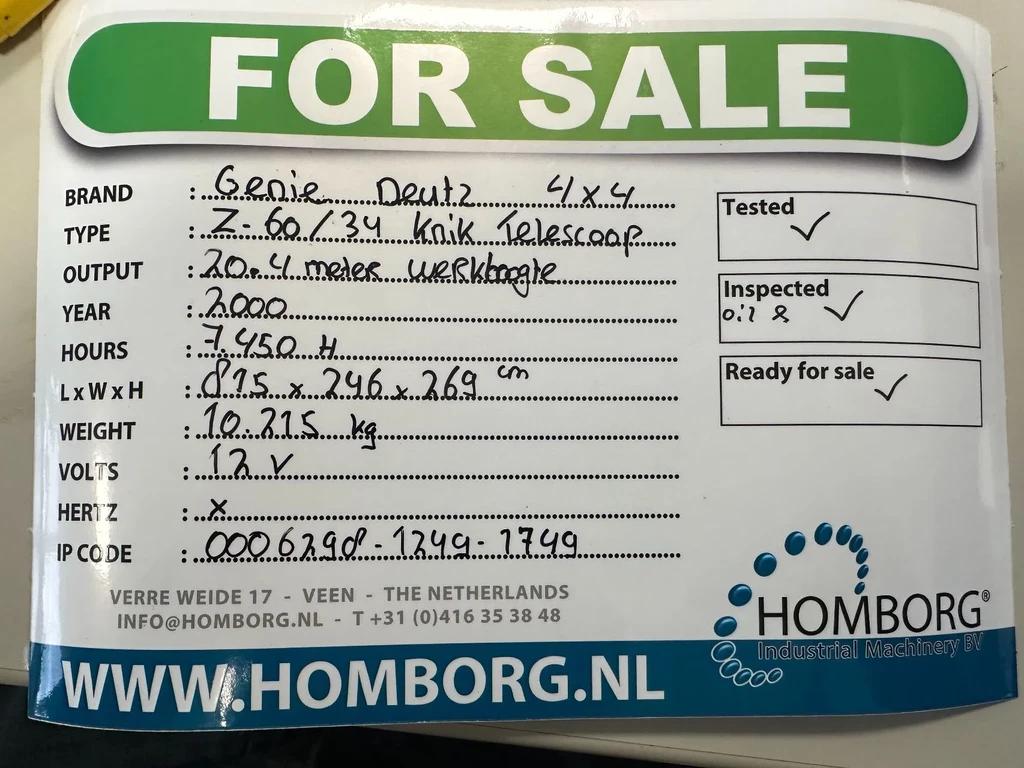 FOR SALE
BRAND : Genie Deutz 4x4
TYPE : Z-60/34 Knik Telescoop
OUTPUT : 20.4 meter werkhoogte
YEAR : 2000
HOURS : 7.450 H
L x W x H : 815 x 246 x 269 cm
WEIGHT : 10.215 kg
VOLTS : 12 V
HERTZ : x
IP CODE : 0006298-1249-1749
Tested ✓
Inspected ✓
oil &
Ready for sale ✓
VERRE WEIDE 17 - VEEN - THE NETHERLANDS
INFO@HOMBORG.NL - T +31 (0)416 35 38 48
HOMBORG®
Industrial Machinery BV
WWW.HOMBORG.NL